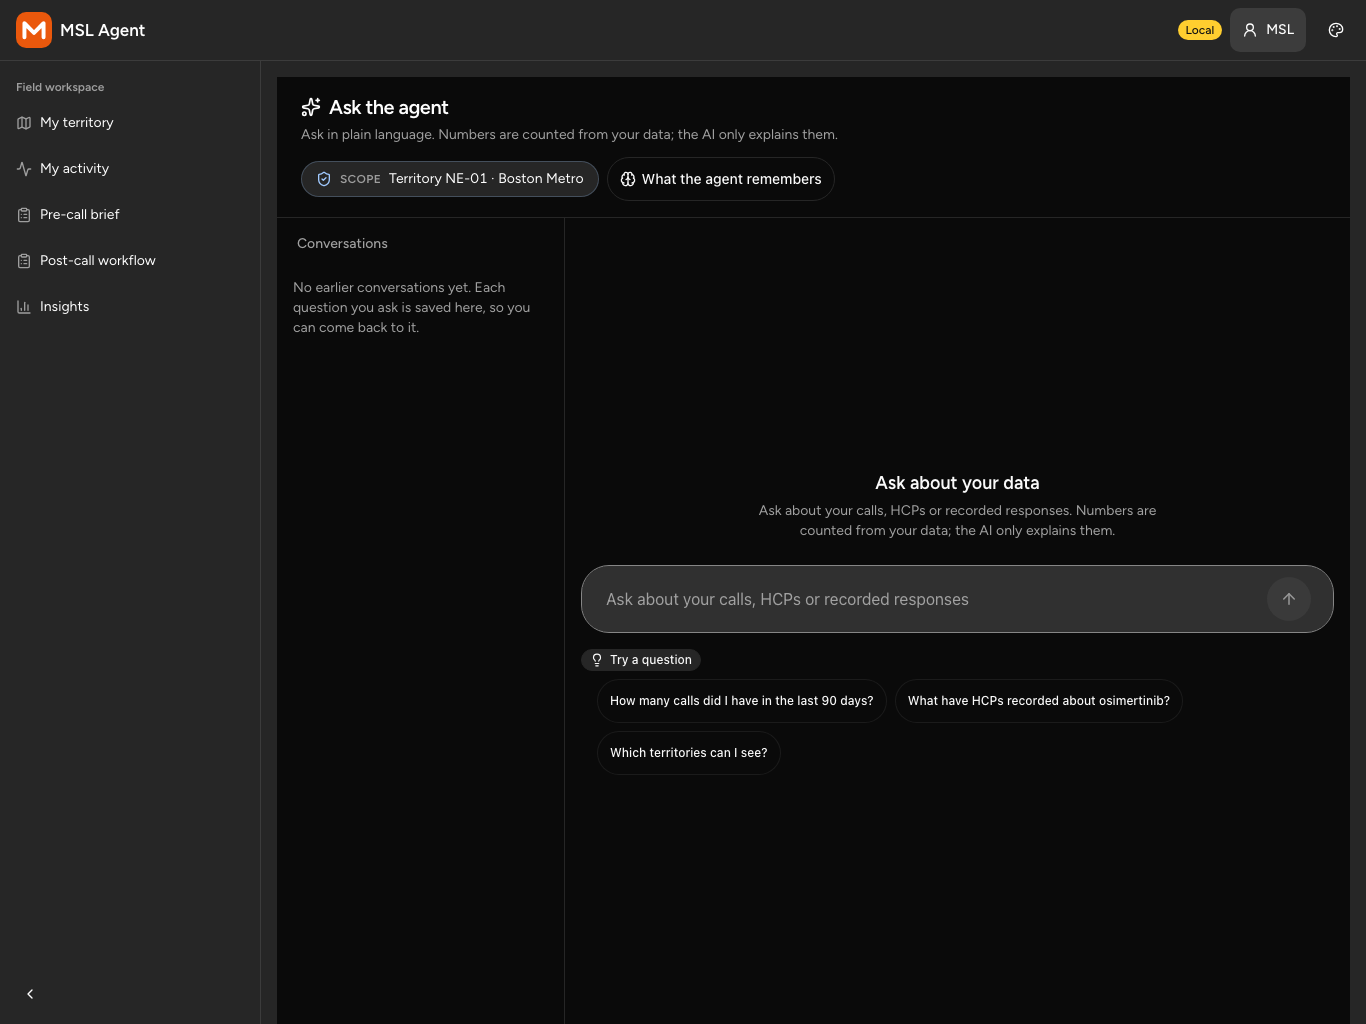 MSL Agent
Local
MSL
Field workspace
My territory
My activity
Pre-call brief
Post-call workflow
Insights
Ask the agent
Ask in plain language. Numbers are counted from your data; the AI only explains them.
SCOPE Territory NE-01 · Boston Metro
What the agent remembers
Conversations
No earlier conversations yet. Each
question you ask is saved here, so you
can come back to it.
Ask about your data
Ask about your calls, HCPs or recorded responses. Numbers are
counted from your data; the AI only explains them.
Ask about your calls, HCPs or recorded responses
Try a question
How many calls did I have in the last 90 days?
What have HCPs recorded about osimertinib?
Which territories can I see?